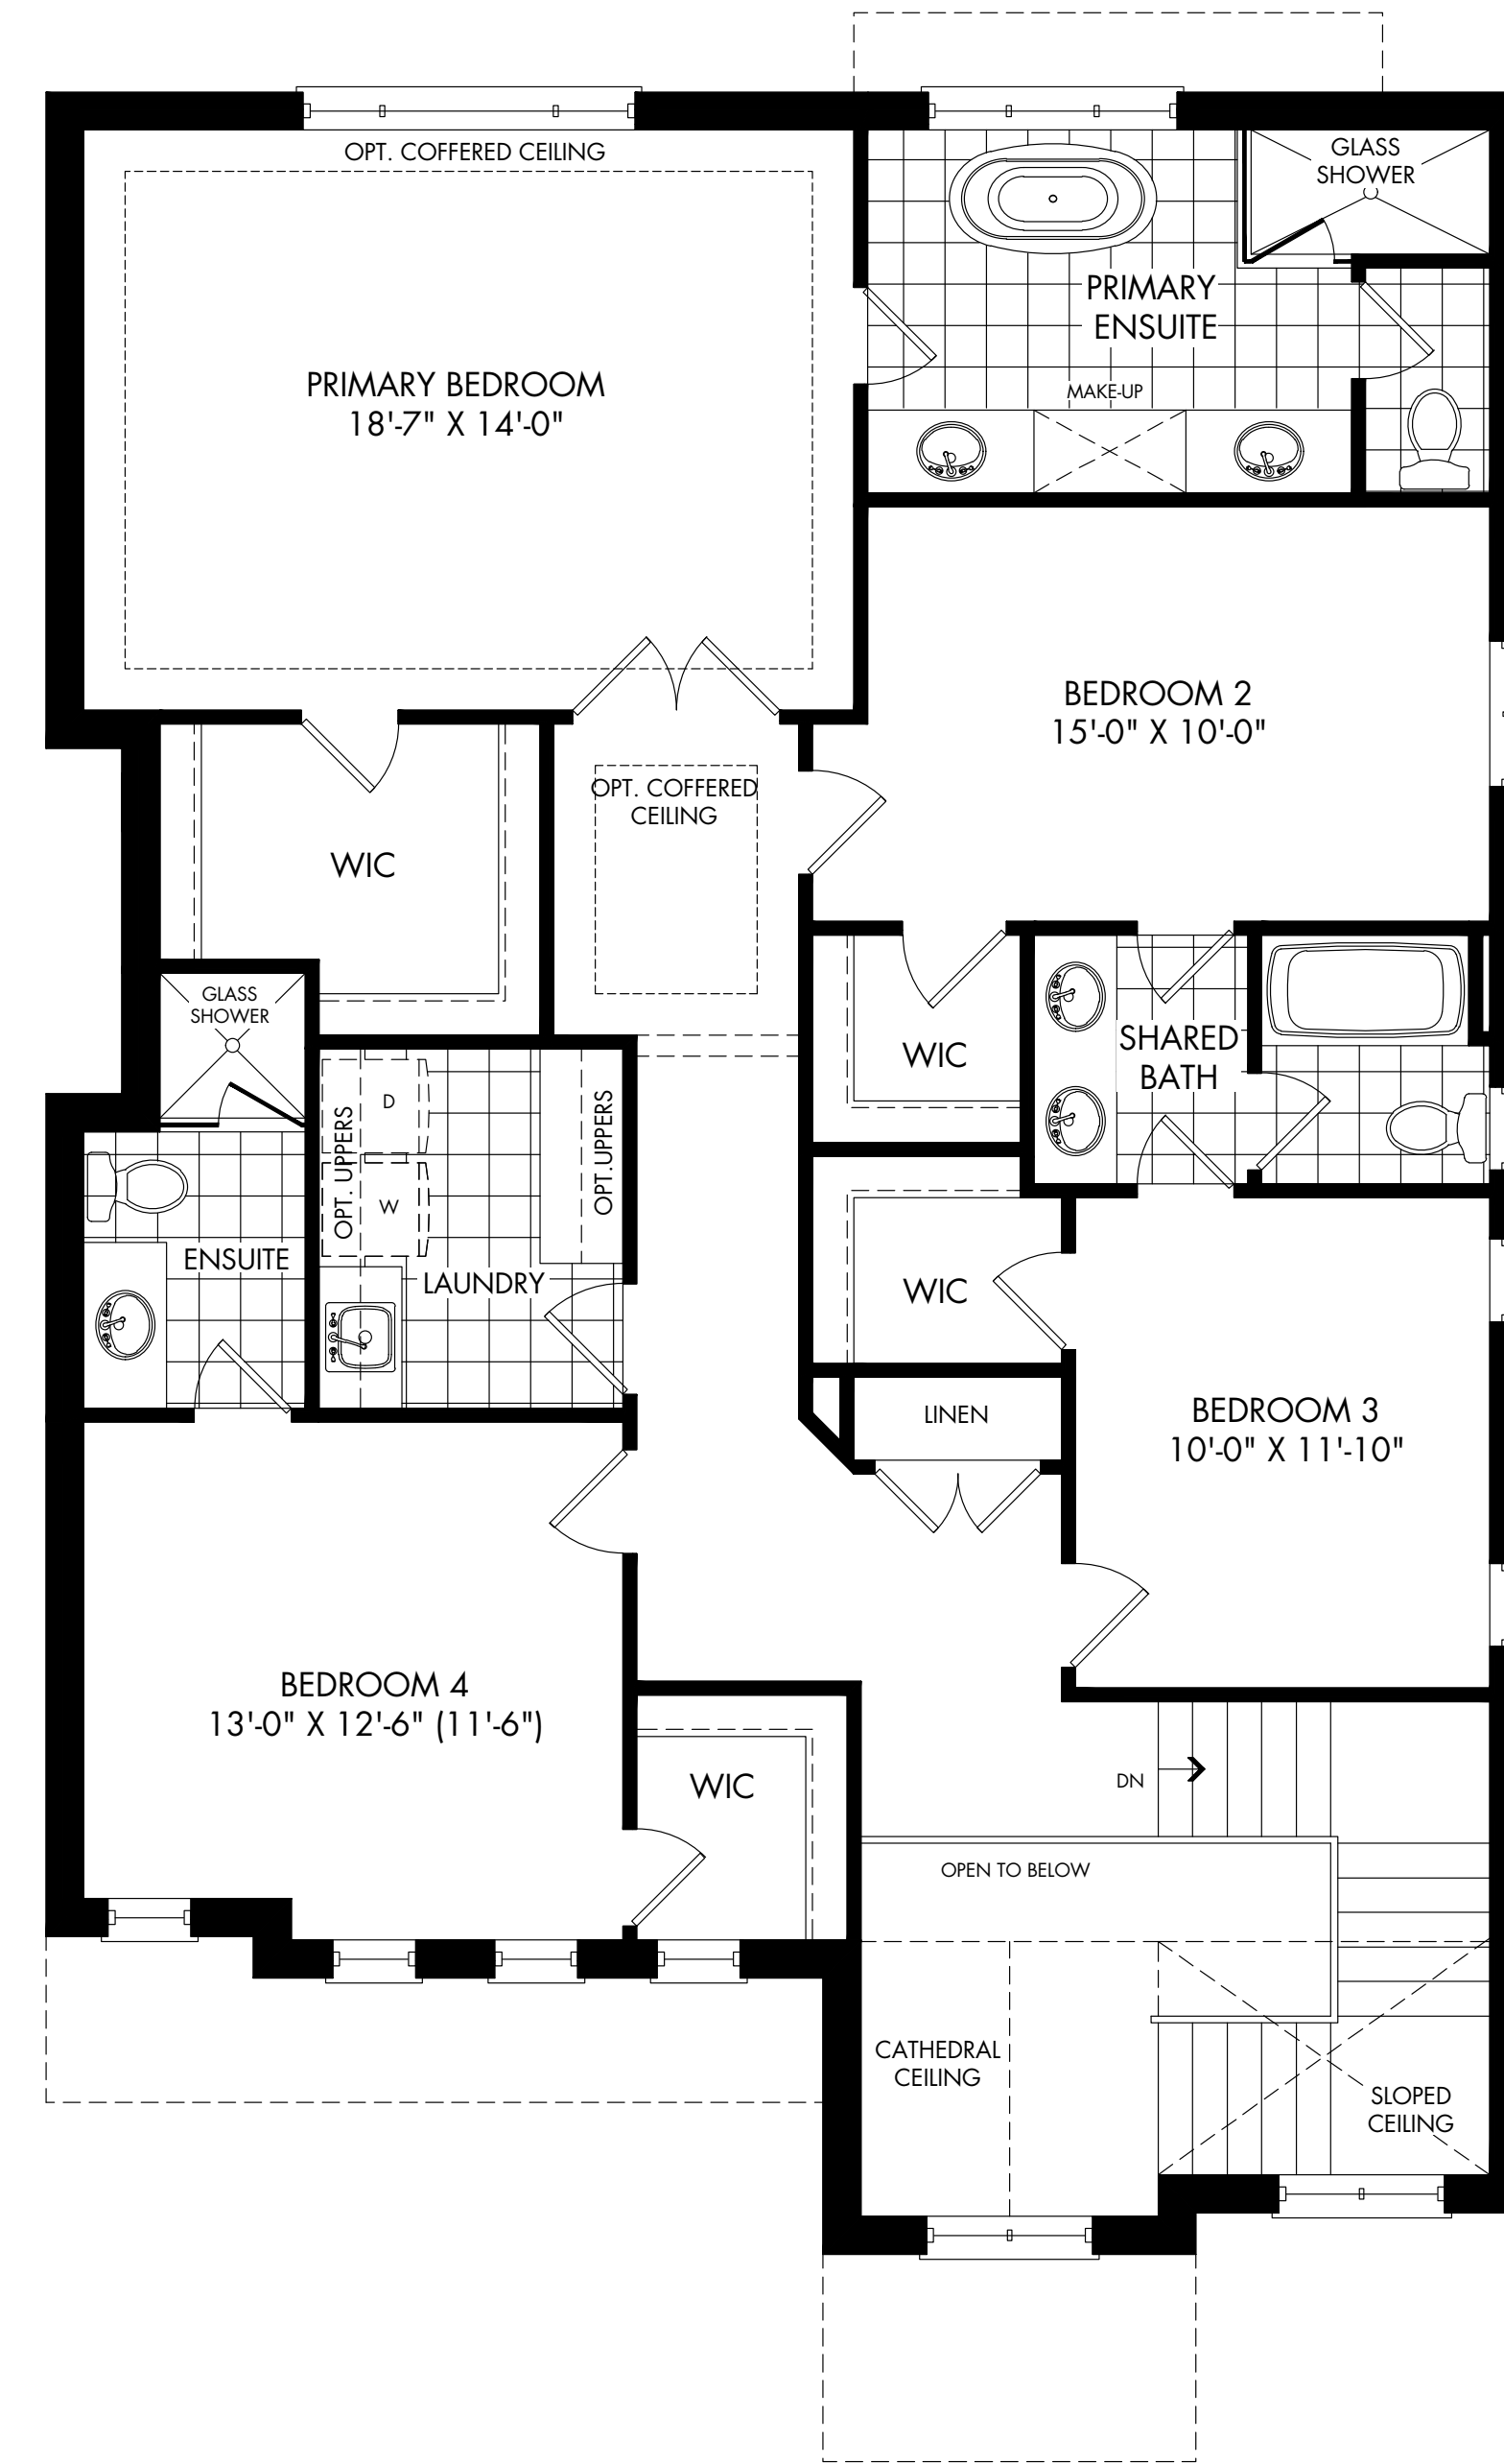 OPT. COFFERED CEILING
GLASS
SHOWER
PRIMARY
ENSUITE
MAKE-UP
PRIMARY BEDROOM
18'-7" X 14'-0"
BEDROOM 2
15'-0" X 10'-0"
OPT. COFFERED
CEILING
WIC
GLASS
SHOWER
WIC
SHARED
BATH
D
W
OPT. UPPERS
OPT.UPPERS
ENSUITE
LAUNDRY
WIC
LINEN
BEDROOM 3
10'-0" X 11'-10"
BEDROOM 4
13'-0" X 12'-6" (11'-6")
WIC
DN
OPEN TO BELOW
CATHEDRAL
CEILING
SLOPED
CEILING